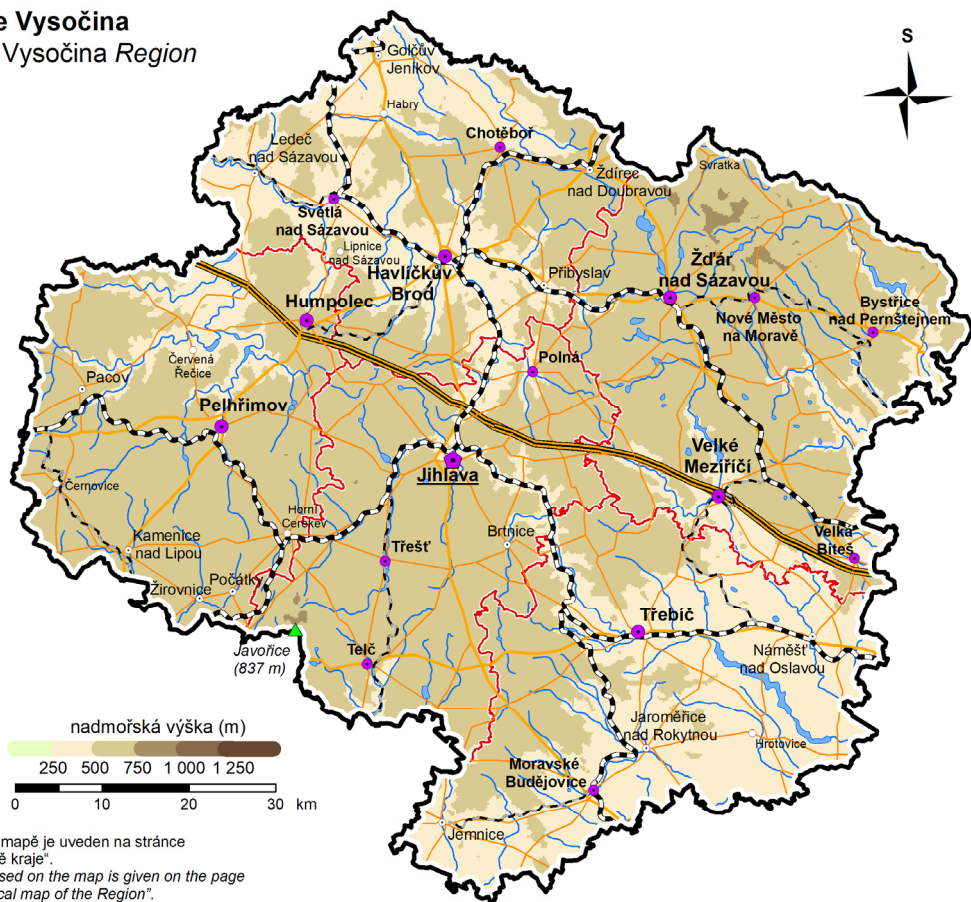 e Vysočina
Vysočina Region
S
Golčův
Jeníkov
Habry
Chotěboř
Ledeč
nad Sázavou
Svratka
Ždírec
nad Doubravou
Světlá
nad Sázavou
Lipnice
nad Sázavou
Havlíčkův
Brod
Přibyslav
Žďár
nad Sázavou
Humpolec
Nové Město
na Moravě
Bystřice
nad Pernštejnem
Červená
Řečice
Polná
Pacov
Pelhřimov
Velké
Meziříčí
Jihlava
Černovice
Horní
Cerekev
Brtnice
Velká
Bíteš
Kamenice
nad Lipou
Třešť
Počátky
Žirovnice
Třebíč
Javořice
(837 m)
Telč
Náměšť
nad Oslavou
Jaroměřice
nad Rokytnou
Hrotovice
Moravské
Budějovice
Jemnice
nadmořská výška (m)
250 500 750 1 000 1 250
0 10 20 30 km
mapě je uveden na stránce
ě kraje“.
sed on the map is given on the page
cal map of the Region”.